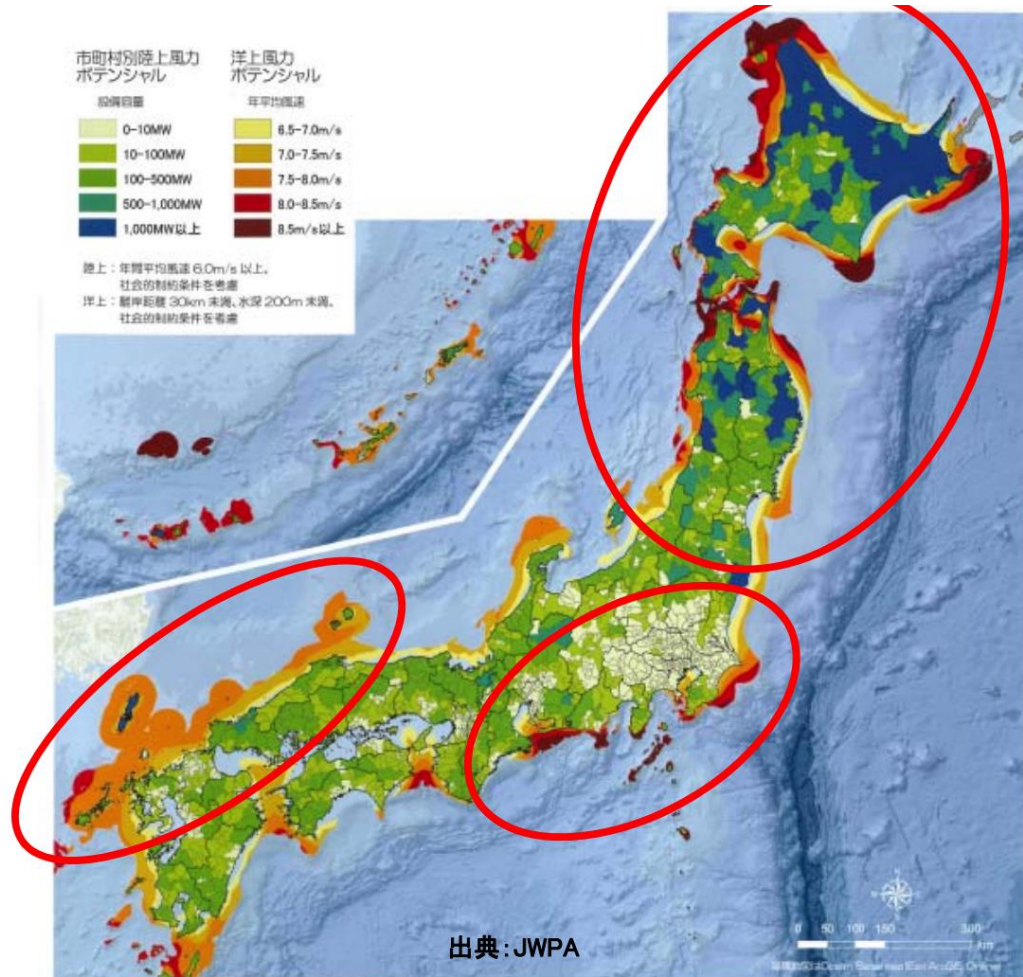 市町村別陸上風力
ポテンシャル
設備容量
0-10MW
10-100MW
100-500MW
500-1,000MW
1,000MW以上
洋上風力
ポテンシャル
年平均風速
6.5-7.0m/s
7.0-7.5m/s
7.5-8.0m/s
8.0-8.5m/s
8.5m/s以上
陸上：年間平均風速 6.0m/s 以上、
社会的制約条件を考慮
洋上：離岸距離 30km 未満、水深 200m 未満、
社会的制約条件を考慮
出典：JWPA
N
0 50 100 150 300
km